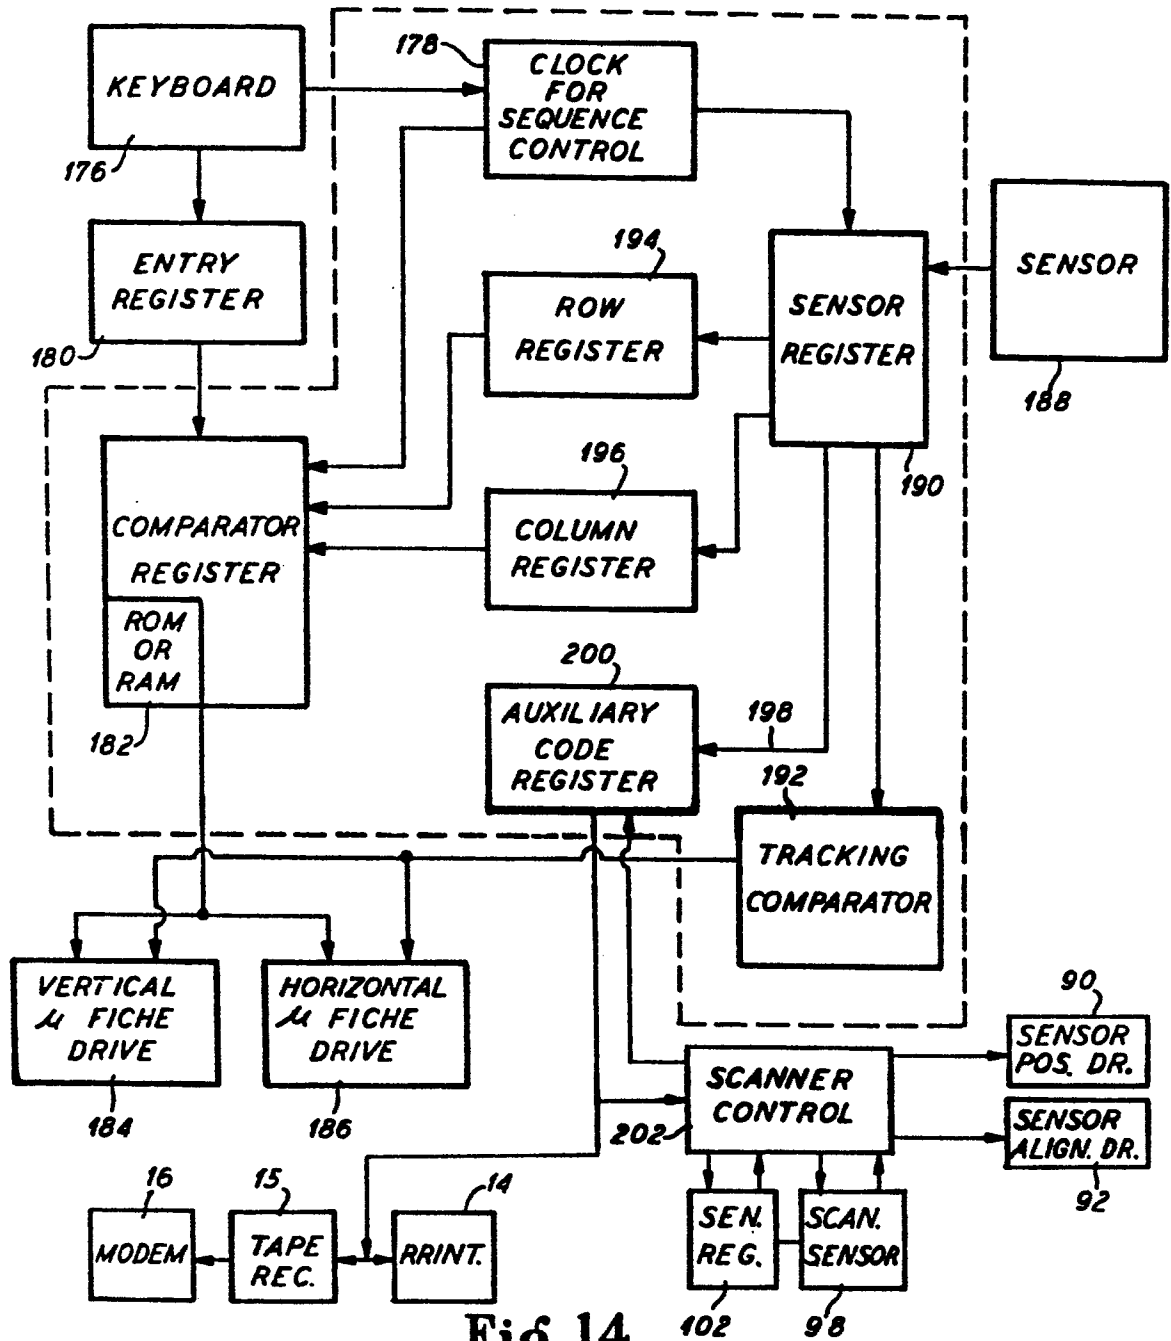 KEYBOARD
176
178
CLOCK
FOR
SEQUENCE
CONTROL
ENTRY
REGISTER
180
194
ROW
REGISTER
SENSOR
REGISTER
190
SENSOR
188
COMPARATOR
REGISTER
ROM
OR
RAM
182
196
COLUMN
REGISTER
200
AUXILIARY
CODE
REGISTER
198
192
TRACKING
COMPARATOR
VERTICAL
μ FICHE
DRIVE
184
HORIZONTAL
μ FICHE
DRIVE
186
SCANNER
CONTROL
202
90
SENSOR
POS. DR.
SENSOR
ALIGN. DR.
92
16
MODEM
15
TAPE
REC.
14
RRINT.
SEN.
REG.
102
SCAN.
SENSOR
98
Fig. 14